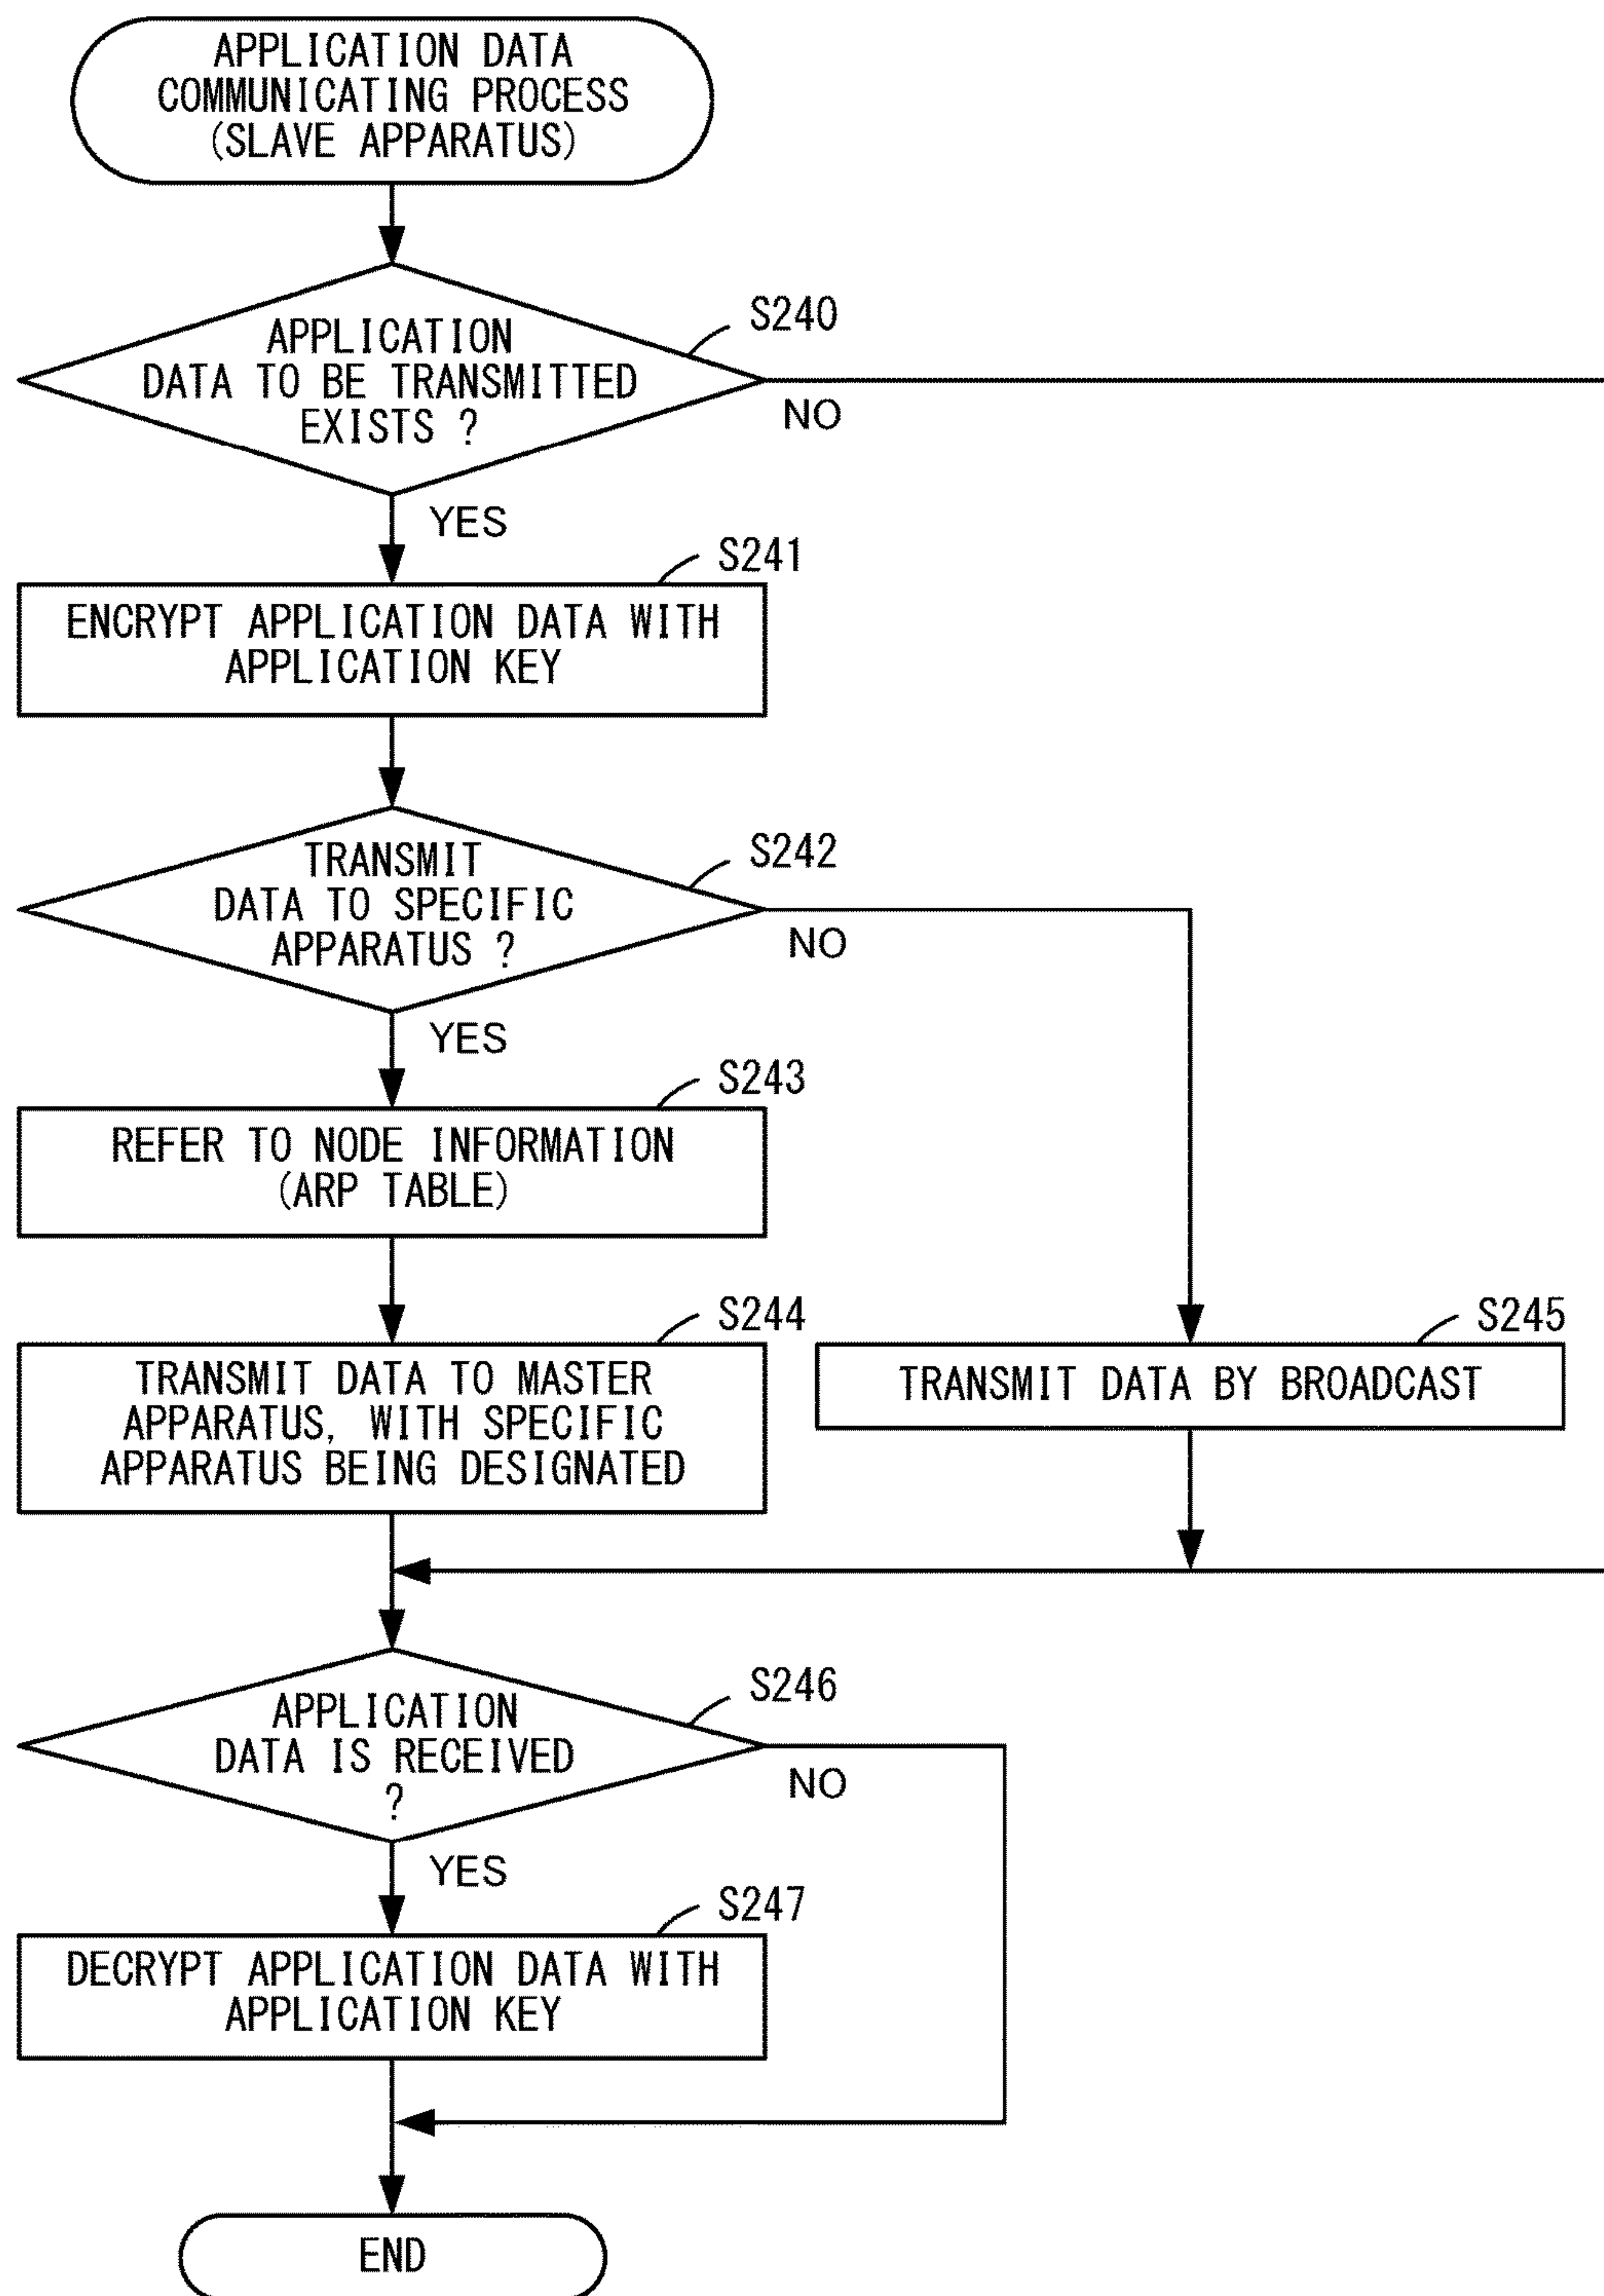 APPLICATION DATA
COMMUNICATING PROCESS
(SLAVE APPARATUS)
S240
APPLICATION
DATA TO BE TRANSMITTED
EXISTS ?
NO
YES
S241
ENCRYPT APPLICATION DATA WITH
APPLICATION KEY
S242
TRANSMIT
DATA TO SPECIFIC
APPARATUS ?
NO
YES
S243
REFER TO NODE INFORMATION
(ARP TABLE)
S244
TRANSMIT DATA TO MASTER
APPARATUS, WITH SPECIFIC
APPARATUS BEING DESIGNATED
S245
TRANSMIT DATA BY BROADCAST
S246
APPLICATION
DATA IS RECEIVED
?
NO
YES
S247
DECRYPT APPLICATION DATA WITH
APPLICATION KEY
END